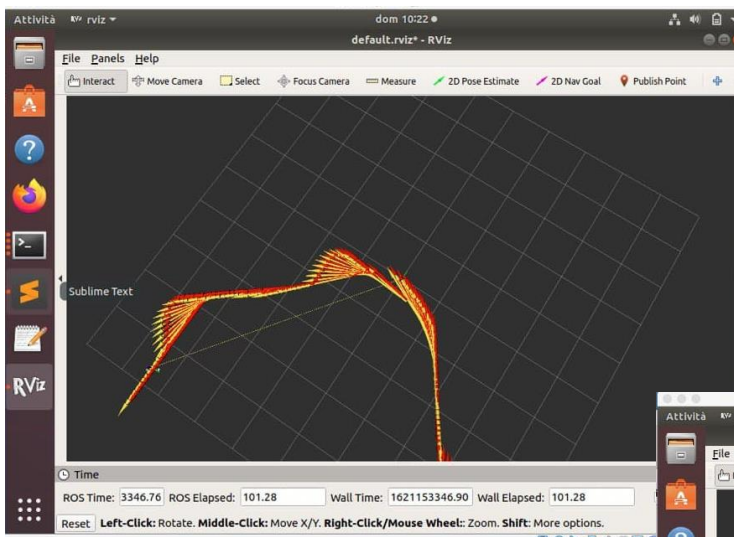 Attività RViz rviz ▾ dom 10:22 ●
default.rviz* - RViz
File Panels Help
Interact Move Camera Select Focus Camera Measure 2D Pose Estimate 2D Nav Goal Publish Point
Sublime Text
RViz
Time
ROS Time: 3346.76 ROS Elapsed: 101.28 Wall Time: 1621153346.90 Wall Elapsed: 101.28
Reset Left-Click: Rotate. Middle-Click: Move X/Y. Right-Click/Mouse Wheel:: Zoom. Shift: More options.
Attività
File